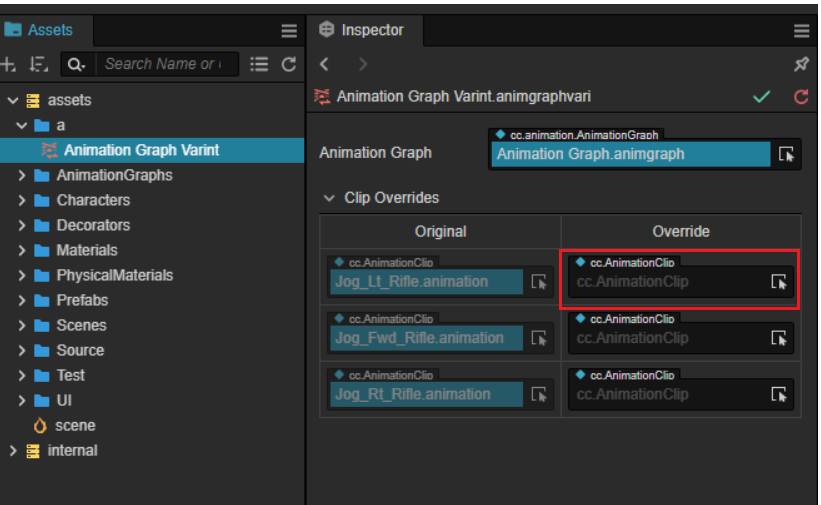 Assets
Search Name or
assets
a
Animation Graph Varint
AnimationGraphs
Characters
Decorators
Materials
PhysicalMaterials
Prefabs
Scenes
Source
Test
UI
scene
internal
Inspector
Animation Graph Varint.animgraphvari
Animation Graph
cc.animation.AnimationGraph
Animation Graph.animgraph
Clip Overrides
Original Override
cc.AnimationClip cc.AnimationClip
Jog_Lt_Rifle.animation cc.AnimationClip
cc.AnimationClip cc.AnimationClip
Jog_Fwd_Rifle.animation cc.AnimationClip
cc.AnimationClip cc.AnimationClip
Jog_Rt_Rifle.animation cc.AnimationClip